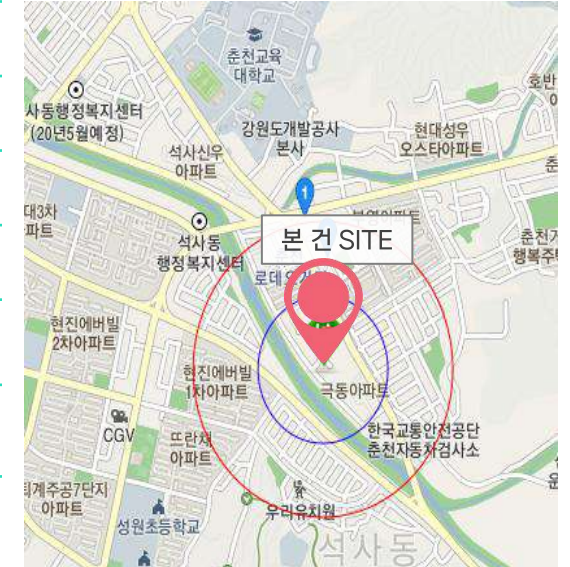 춘천교육
대학교
호반
사동행정복지센터
(20년5월예정)
강원도개발공사
본사
현대성우
오스타아파트
석사신우
아파트
1
대3차
파트
석사동
행정복지센터
본 건 SITE
춘천거
행복주택
현진에버빌
2차아파트
현진에버빌
1차아파트
극동아파트
CGV
뜨란채
아파트
한국교통안전공단
춘천자동차검사소
퇴계주공7단지
아파트
성원초등학교
우리유치원
석사동